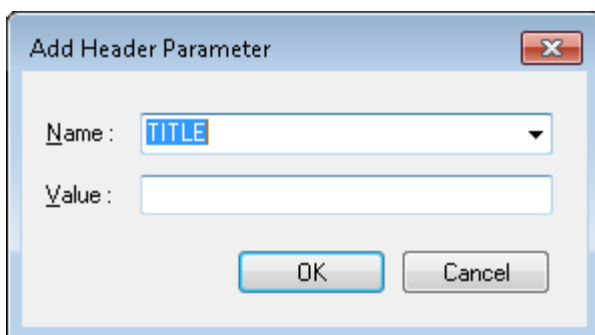 Add Header Parameter
Name :
TITLE
Value :
OK
Cancel